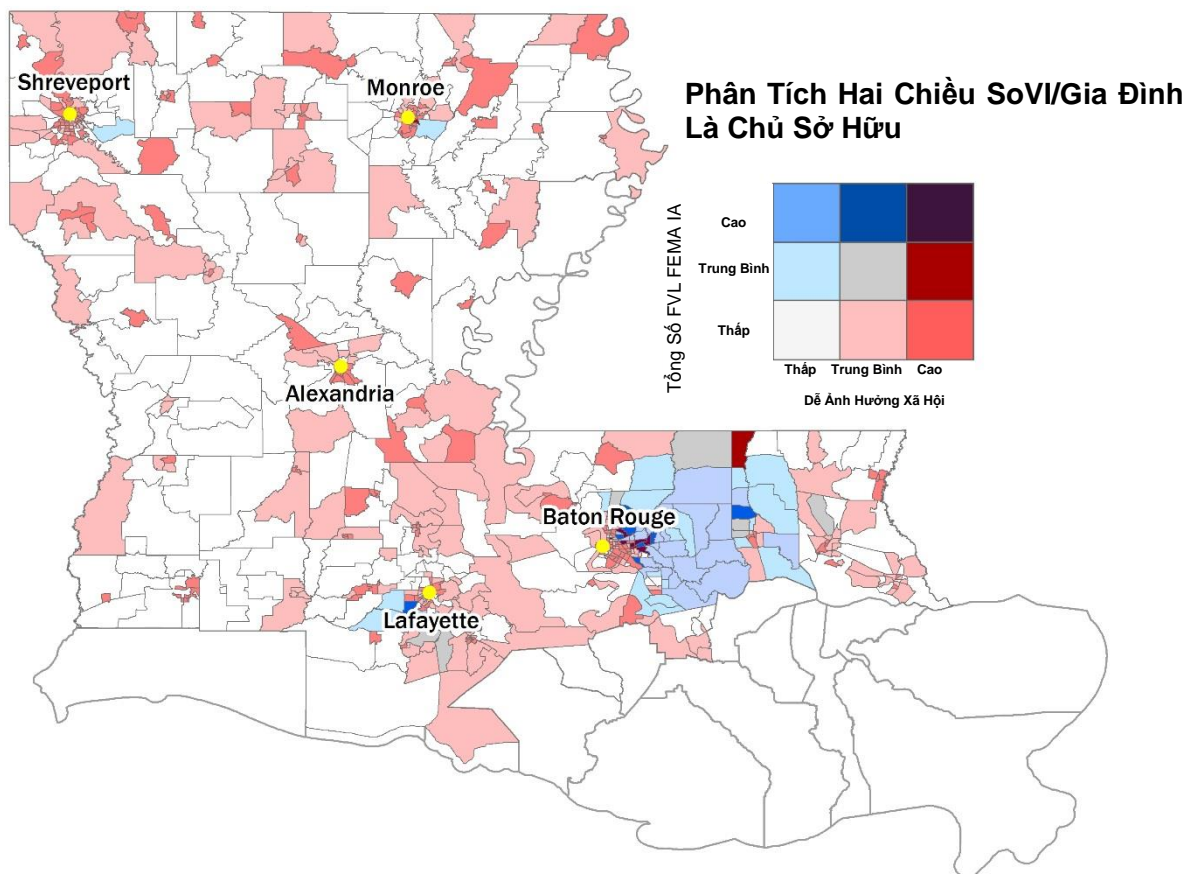 Shreveport
Monroe
Phân Tích Hai Chiều SoVI/Gia Đình
Là Chủ Sở Hữu
Tổng Số FVL FEMA IA
Cao
Trung Bình
Thấp
Thấp Trung Bình Cao
Dễ Ảnh Hưởng Xã Hội
Alexandria
Baton Rouge
Lafayette